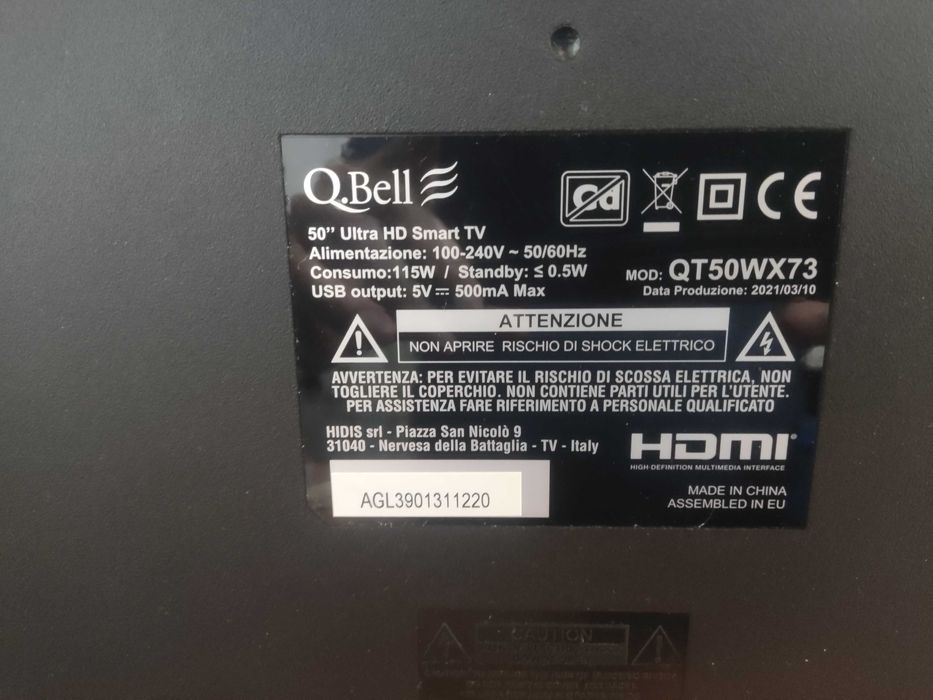 Q.Bell
50'' Ultra HD Smart TV
Alimentazione: 100-240V ~ 50/60Hz
Consumo:115W / Standby: ≤ 0.5W
USB output: 5V ⎓ 500mA Max
Cd
CE
MOD: QT50WX73
Data Produzione: 2021/03/10
ATTENZIONE
NON APRIRE RISCHIO DI SHOCK ELETTRICO
AVVERTENZA: PER EVITARE IL RISCHIO DI SCOSSA ELETTRICA, NON
TOGLIERE IL COPERCHIO. NON CONTIENE PARTI UTILI PER L'UTENTE.
PER ASSISTENZA FARE RIFERIMENTO A PERSONALE QUALIFICATO
HIDIS srl - Piazza San Nicolò 9
31040 - Nervesa della Battaglia - TV - Italy
HDMI
HIGH-DEFINITION MULTIMEDIA INTERFACE
AGL3901311220
MADE IN CHINA
ASSEMBLED IN EU
CAUTION